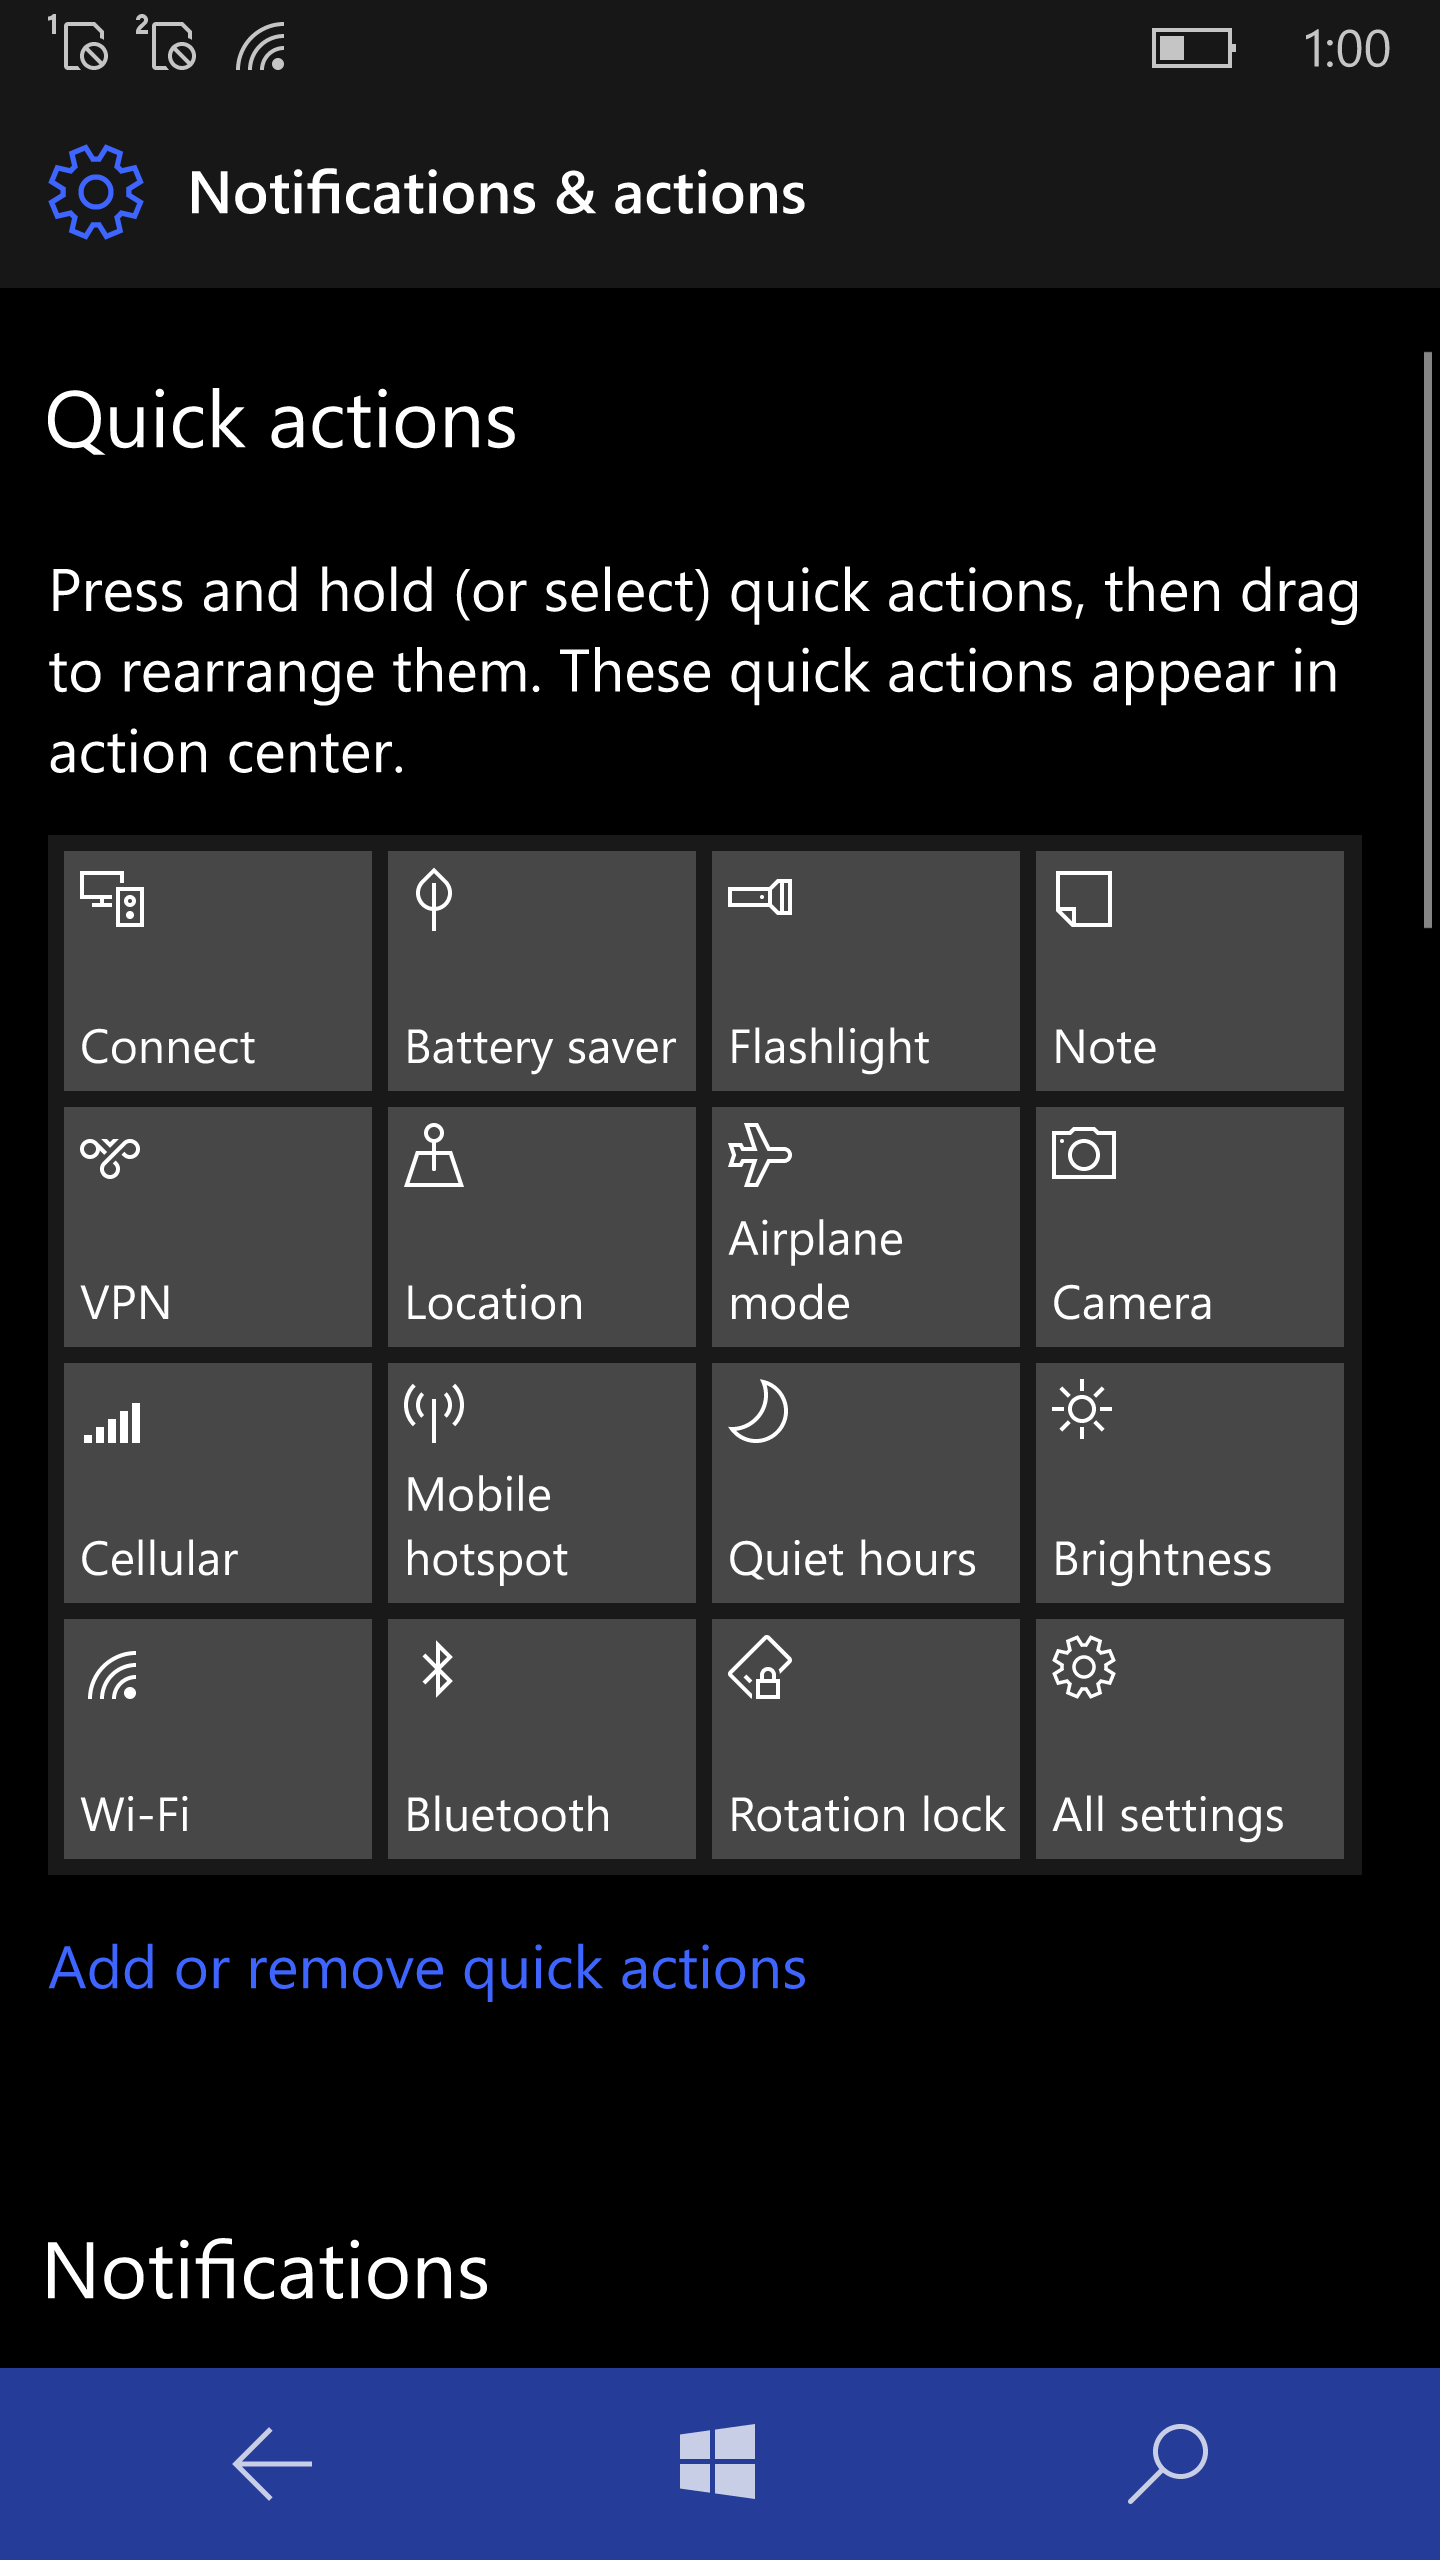 1 2 1:00
Notifications & actions
Quick actions
Press and hold (or select) quick actions, then drag
to rearrange them. These quick actions appear in
action center.
Connect
Battery saver
Flashlight
Note
VPN
Location
Airplane
mode
Camera
Cellular
Mobile
hotspot
Quiet hours
Brightness
Wi-Fi
Bluetooth
Rotation lock
All settings
Add or remove quick actions
Notifications